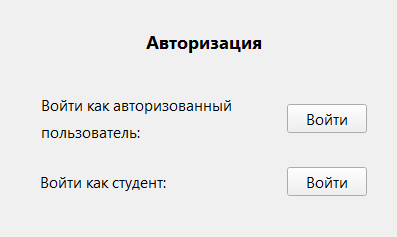 Авторизация
Войти как авторизованный
пользователь:
Войти
Войти как студент:
Войти